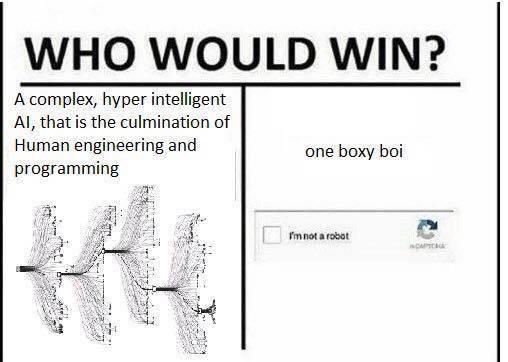 WHO WOULD WIN?
A complex, hyper intelligent
AI, that is the culmination of
Human engineering and
programming
one boxy boi
I'm not a robot
reCAPTCHA